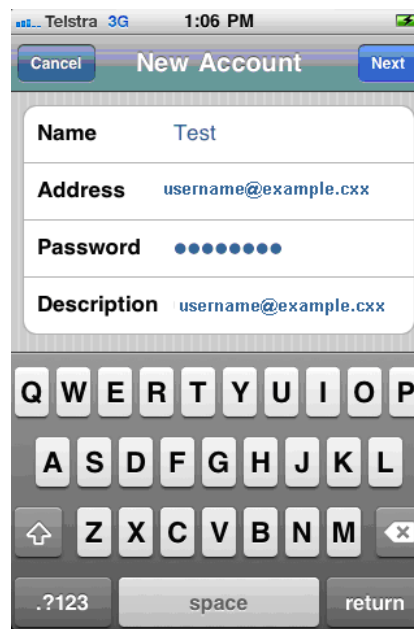 Telstra 3G 1:06 PM
Cancel New Account Next
Name Test
Address username@example.cxx
Password ●●●●●●●●
Description username@example.cxx
Q W E R T Y U I O P
A S D F G H J K L
Z X C V B N M
.?123 space return